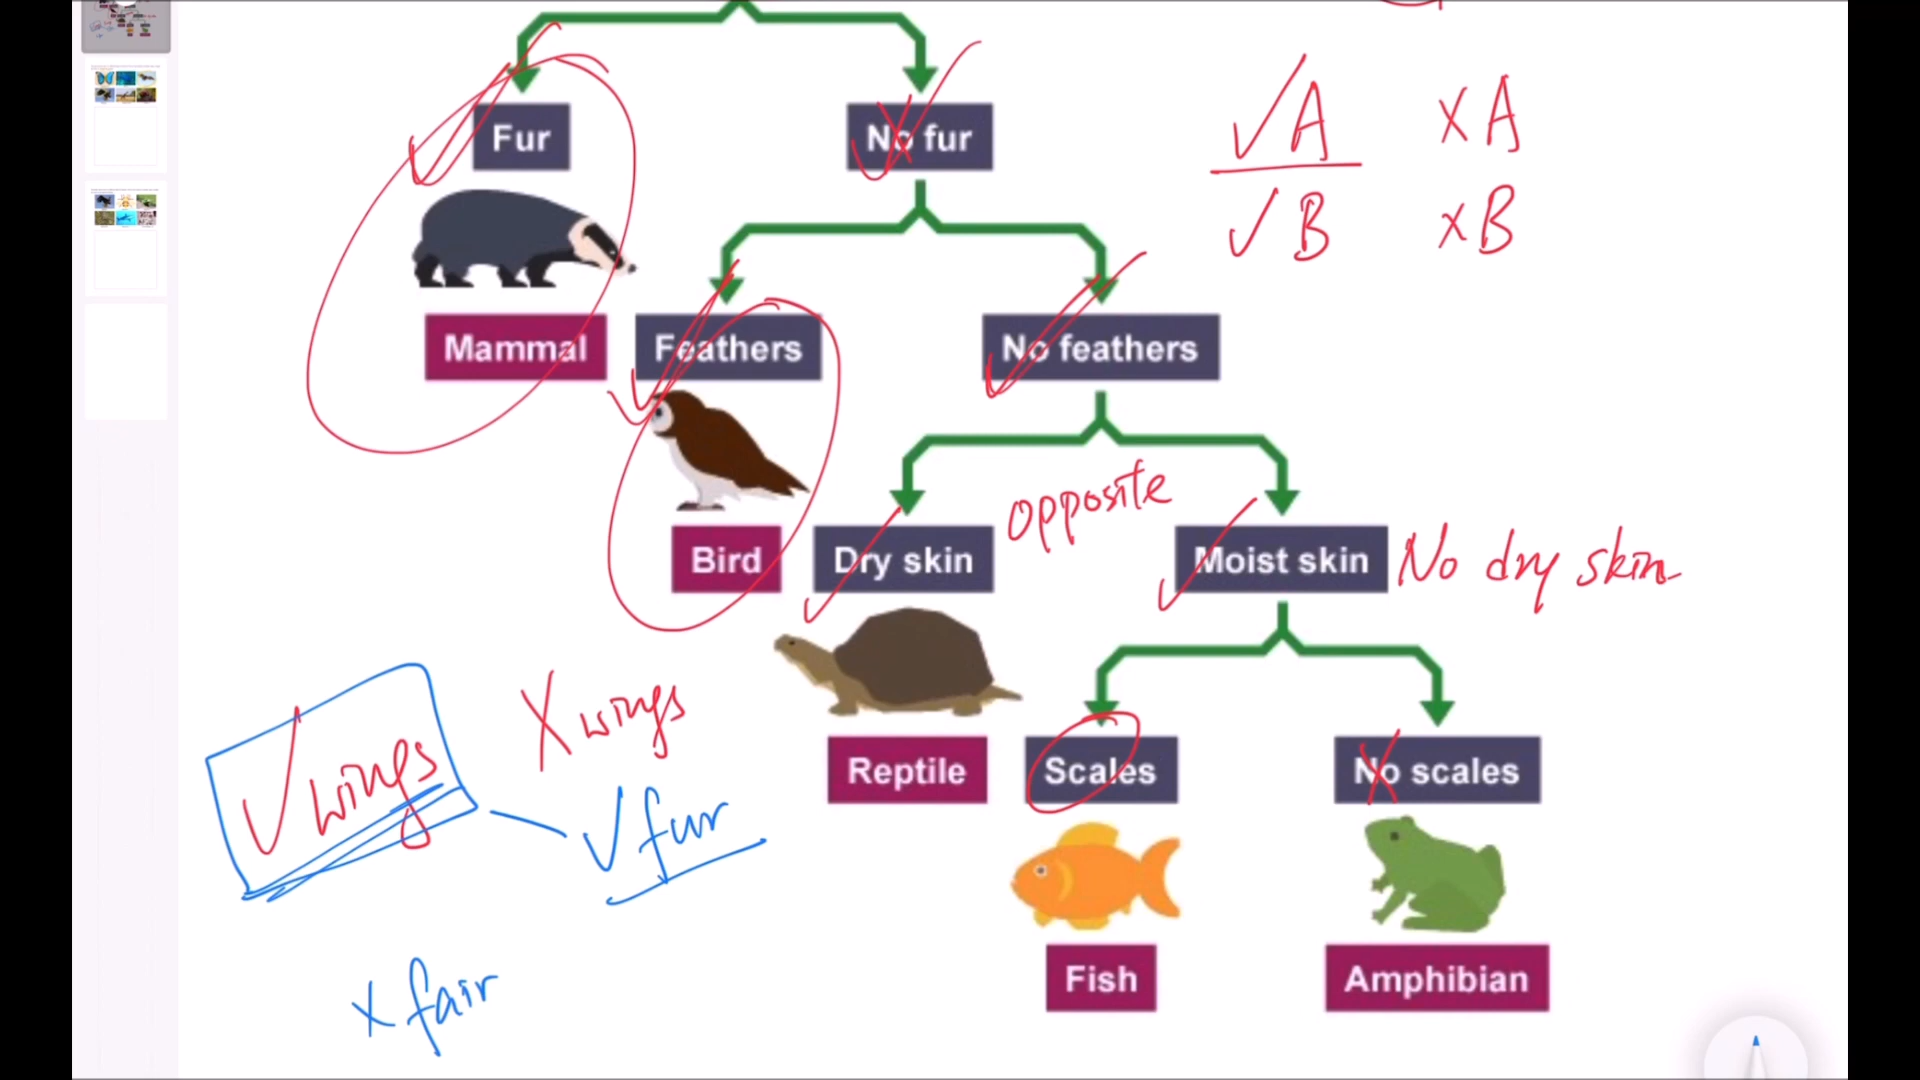 Fur
No fur
✓A xA
✓B xB
Mammal
Feathers
No feathers
opposite
Bird
Dry skin
Moist skin
No dry skin
✓wings
X wings
✓fur
Reptile
Scales
No scales
x fair
Fish
Amphibian